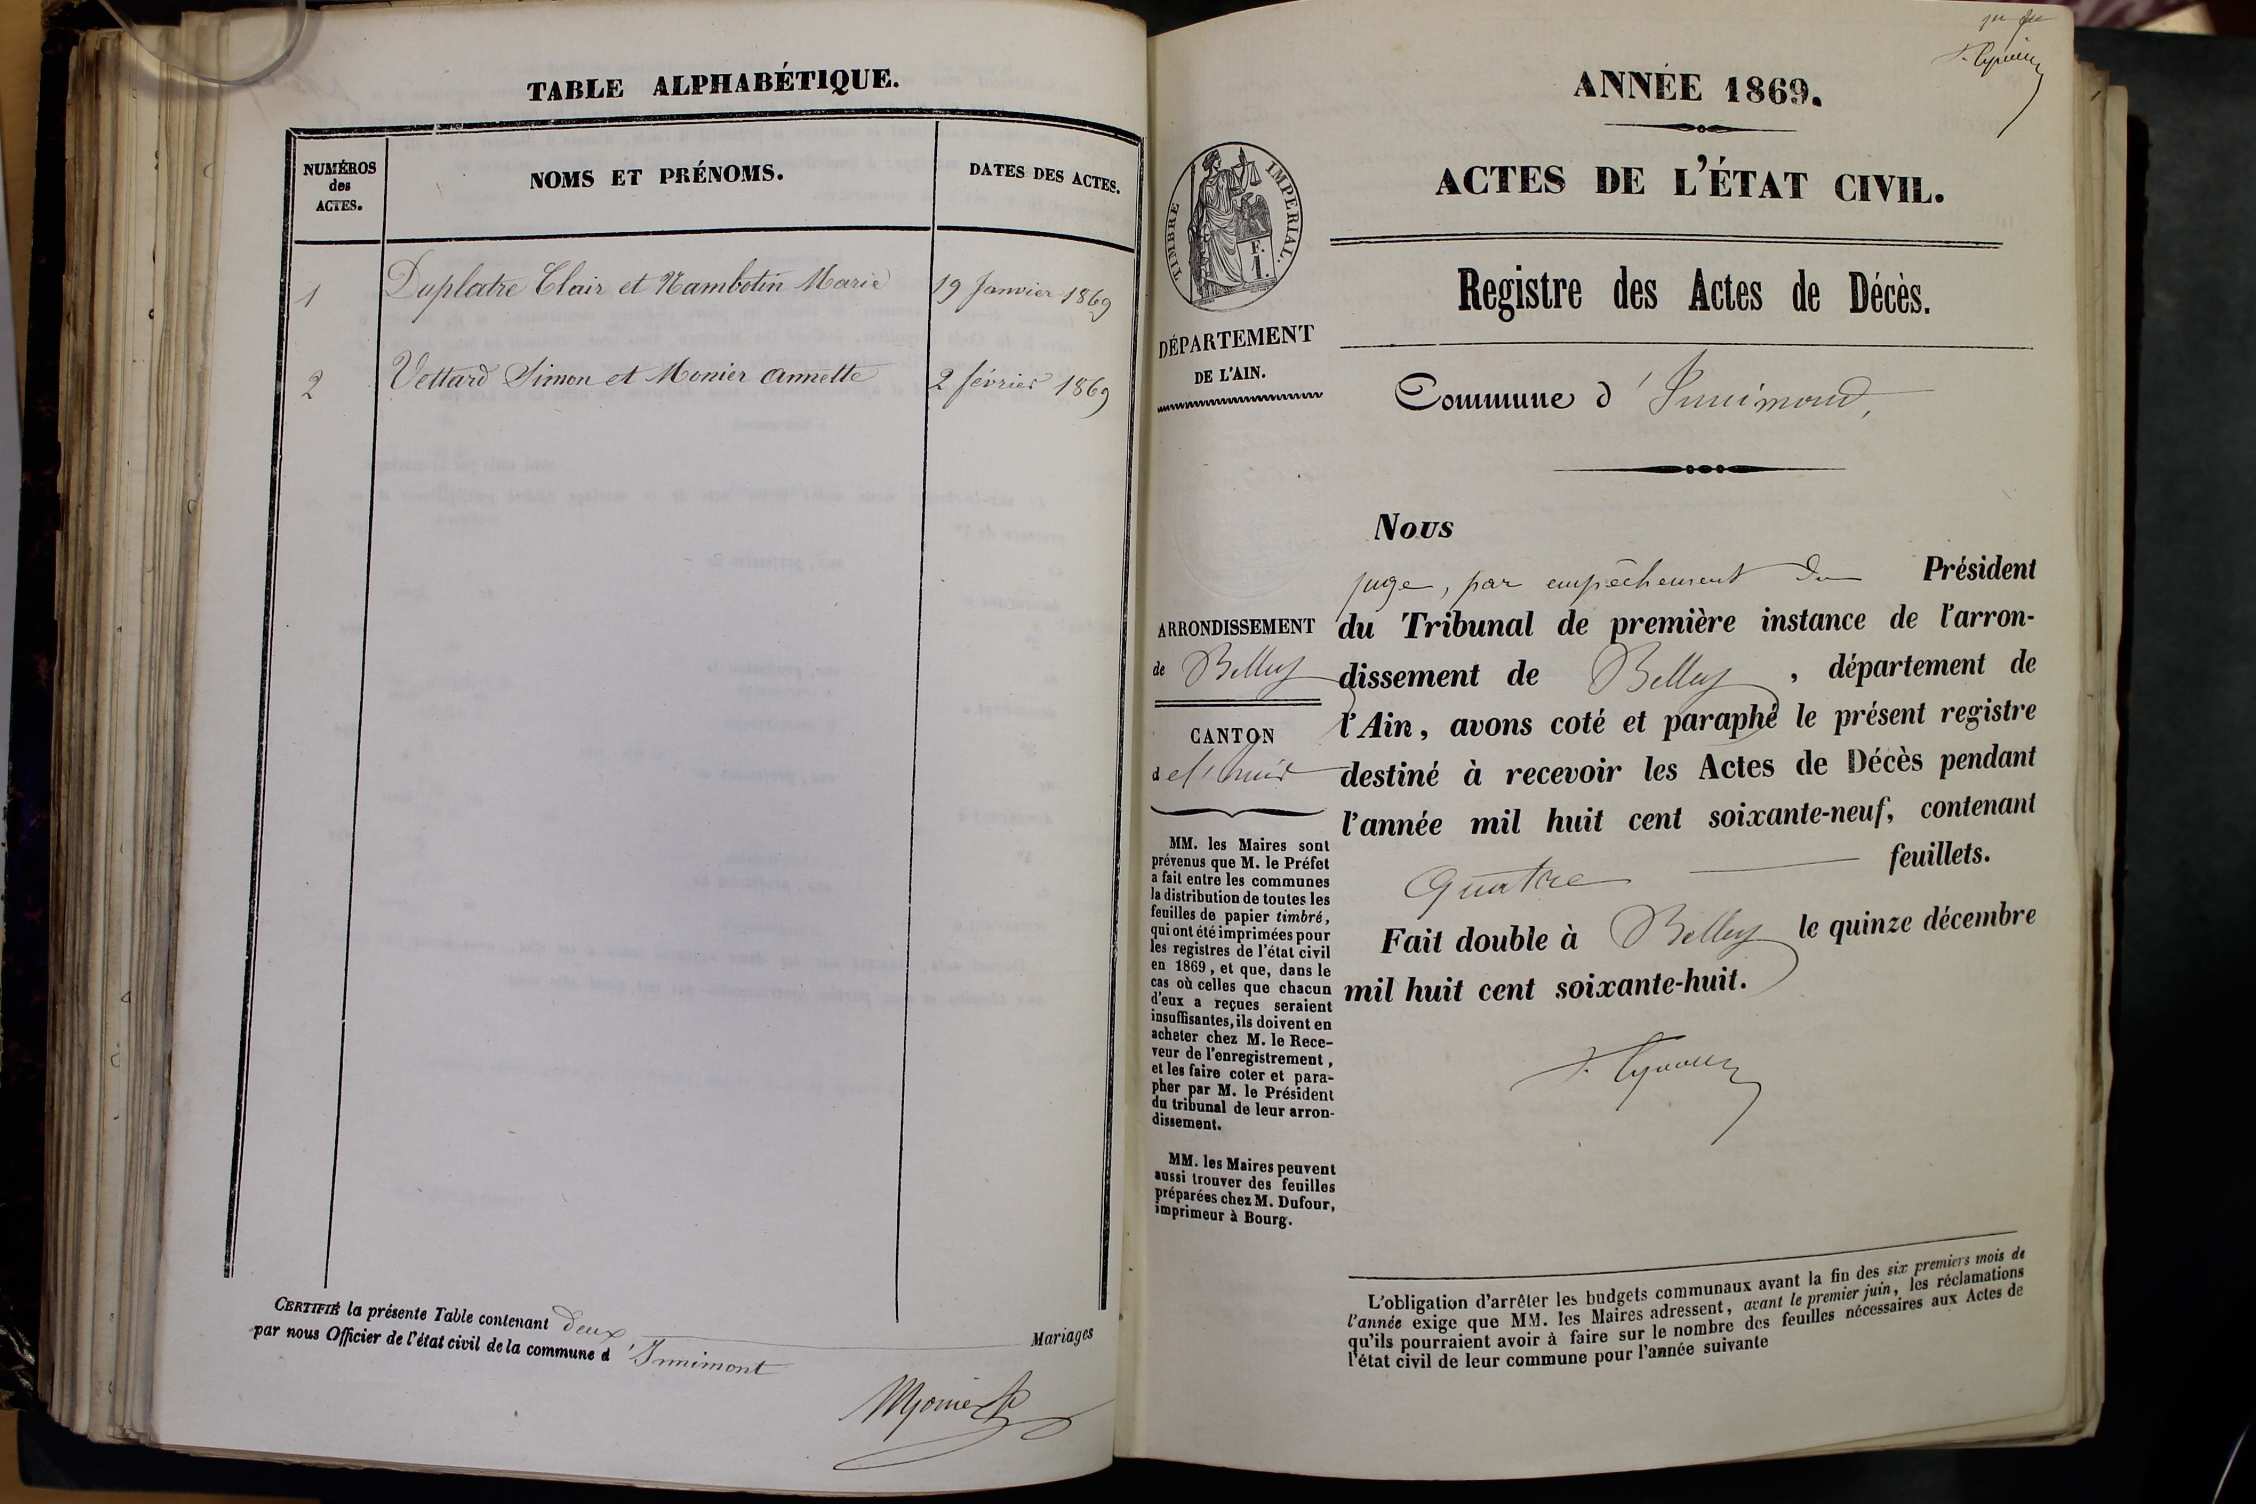 TABLE ALPHABÉTIQUE.
NUMÉROS
des
ACTES.
NOMS ET PRÉNOMS.
DATES DES ACTES.
1 Duplatre Clair et Nambotin Marie 19 Janvier 1869
2 Vettard Simon et Monier Annette 2 février 1869
CERTIFIÉ la présente Table contenant deux Mariages
par nous Officier de l'état civil de la commune d'Innimont
Monier
ANNÉE 1869.
ACTES DE L'ÉTAT CIVIL.
TIMBRE IMPÉRIAL.
F.
1.
DÉPARTEMENT
DE L'AIN.
Registre des Actes de Décès.
Commune d'Innimond,
ARRONDISSEMENT
de Belley
CANTON
MM. les Maires sont
prévenus que M. le Préfet
a fait entre les communes
la distribution de toutes les
feuilles de papier timbré,
qui ont été imprimées pour
les registres de l'état civil
en 1869, et que, dans le
cas où celles que chacun
d'eux a reçues seraient
insuffisantes, ils doivent en
acheter chez M. le Rece-
veur de l'enregistrement,
et les faire coter et para-
pher par M. le Président
du tribunal de leur arron-
dissement.
MM. les Maires peuvent
aussi trouver des feuilles
préparées chez M. Dufour,
imprimeur à Bourg.
Nous
juge, par empêchement du Président
du Tribunal de première instance de l'arron-
dissement de Belley, département de
l'Ain, avons coté et paraphé le présent registre
destiné à recevoir les Actes de Décès pendant
l'année mil huit cent soixante-neuf, contenant
Quatre feuillets.
Fait double à Belley le quinze décembre
mil huit cent soixante-huit.
L'obligation d'arrêter les budgets communaux avant la fin des six premiers mois de
l'année exige que MM. les Maires adressent, avant le premier juin, les réclamations
qu'ils pourraient avoir à faire sur le nombre des feuilles nécessaires aux Actes de
l'état civil de leur commune pour l'année suivante